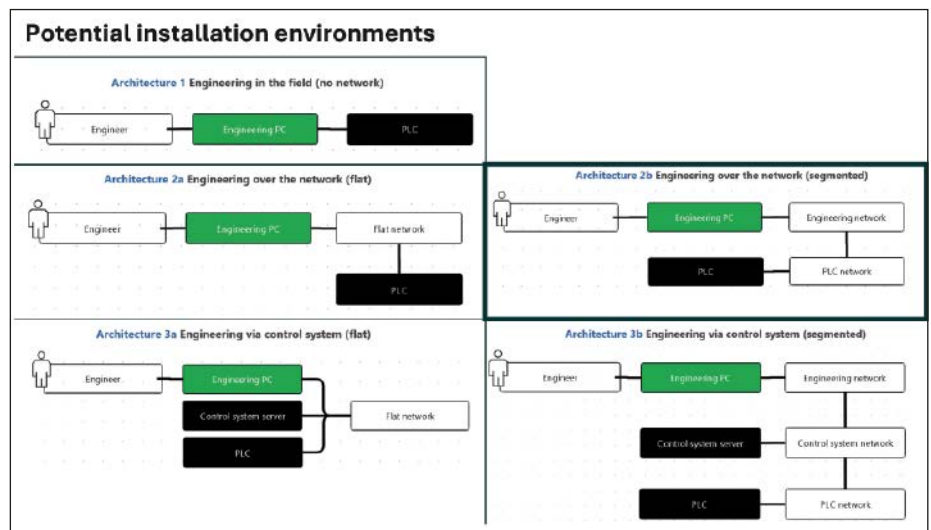 Potential installation environments
Architecture 1 Engineering in the field (no network)
Engineer
Engineering PC
PLC
Architecture 2a Engineering over the network (flat)
Engineer
Engineering PC
Flat network
PLC
Architecture 2b Engineering over the network (segmented)
Engineer
Engineering PC
Engineering network
PLC
PLC network
Architecture 3a Engineering via control system (flat)
Engineer
Engineering PC
Control system server
Flat network
PLC
Architecture 3b Engineering via control system (segmented)
Engineer
Engineering PC
Engineering network
Control system server
Control system network
PLC
PLC network